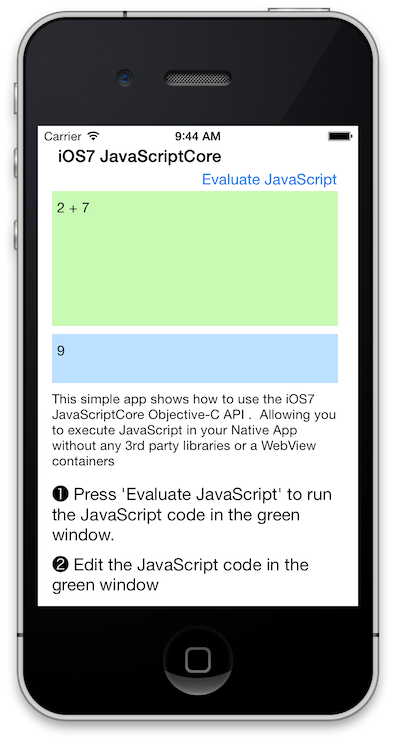 Carrier 9:44 AM
iOS7 JavaScriptCore
Evaluate JavaScript
2 + 7
9
This simple app shows how to use the iOS7
JavaScriptCore Objective-C API .  Allowing you
to execute JavaScript in your Native App
without any 3rd party libraries or a WebView
containers
❶ Press 'Evaluate JavaScript' to run
the JavaScript code in the green
window.
❷ Edit the JavaScript code in the
green window